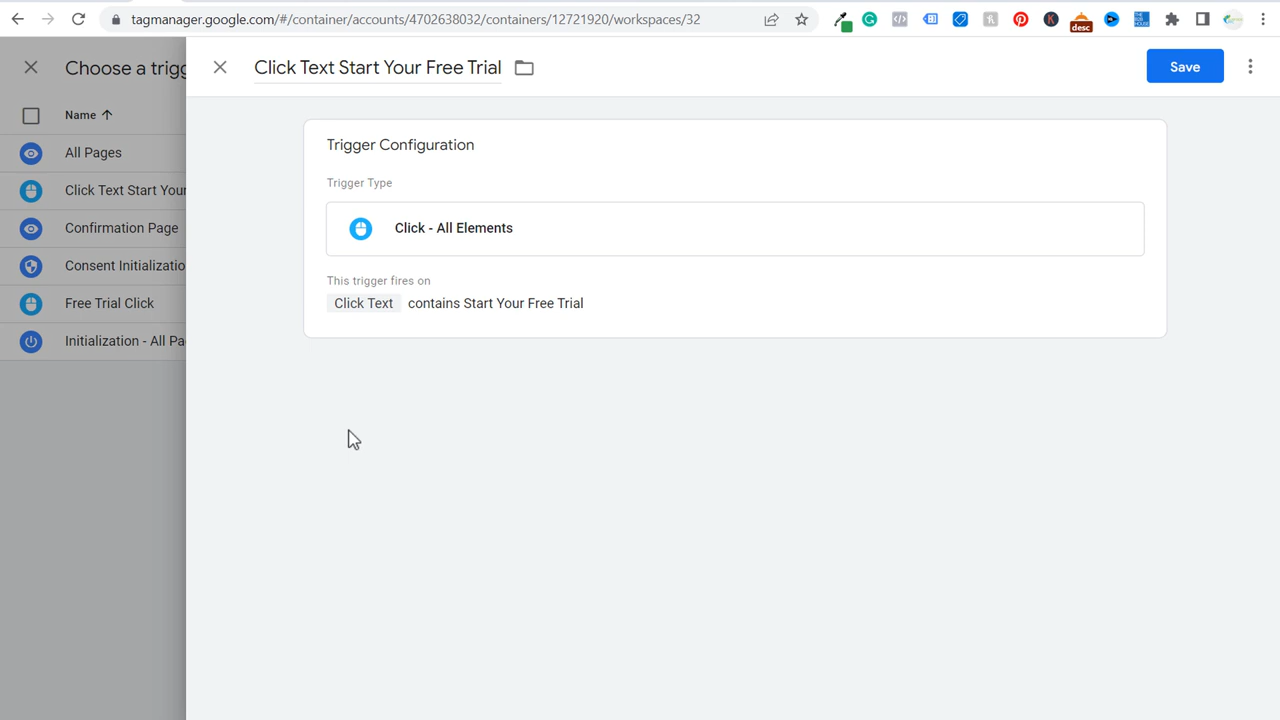 tagmanager.google.com/#/container/accounts/4702638032/containers/12721920/workspaces/32
desc
Choose a trigg
Click Text Start Your Free Trial
Save
Name
Trigger Configuration
All Pages
Trigger Type
Click Text Start Your
Click - All Elements
Confirmation Page
Consent Initializatio
This trigger fires on
Free Trial Click
Click Text contains Start Your Free Trial
Initialization - All Pa